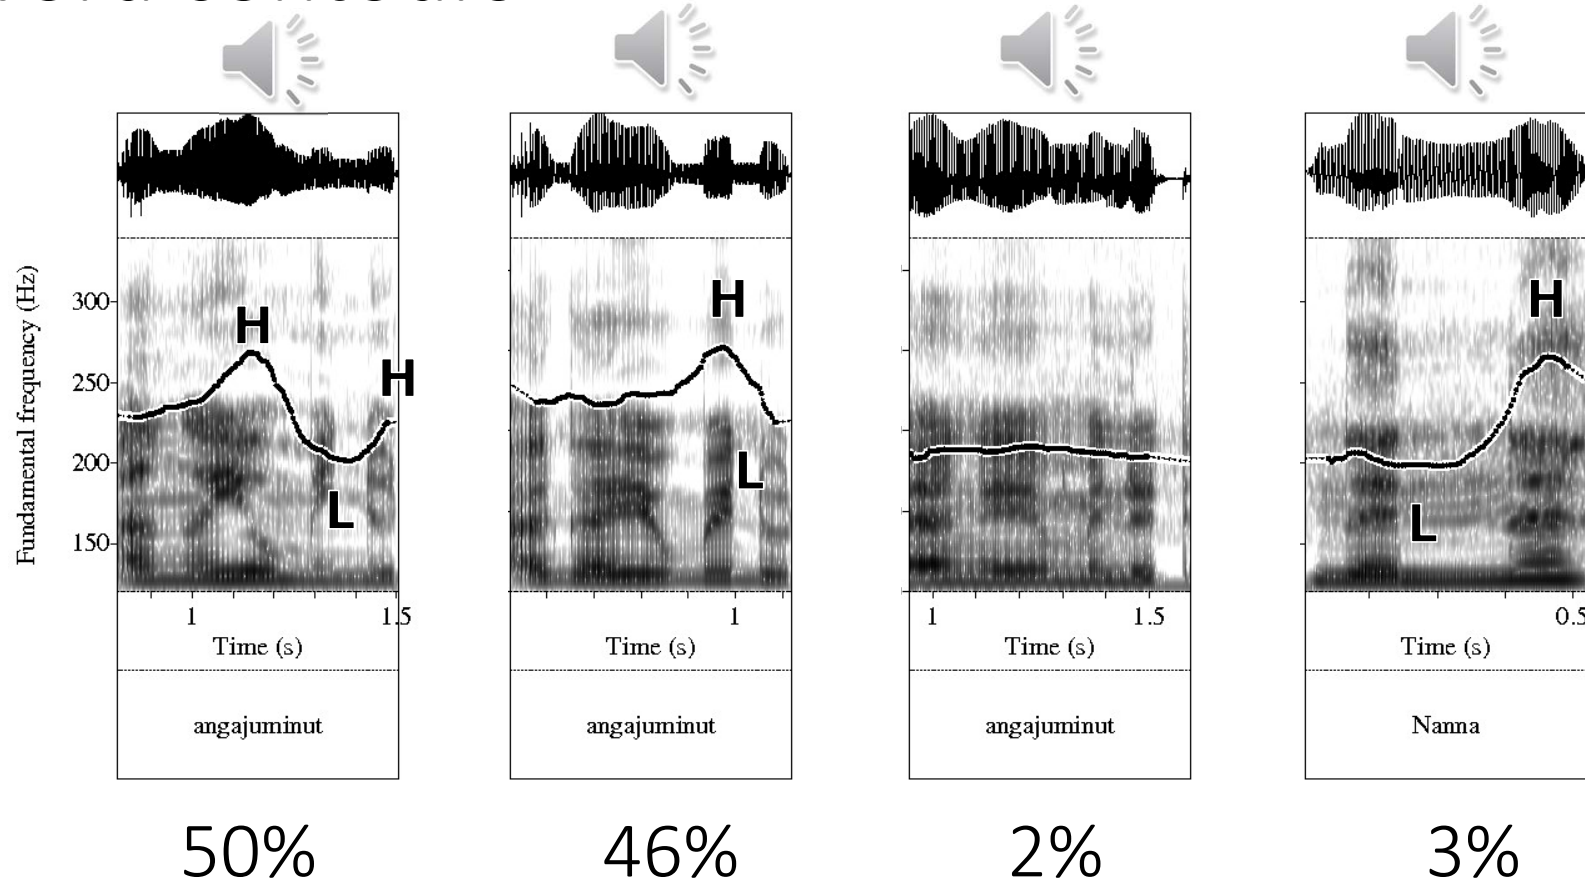 H
H
L
H
L
H
L
Fundamental frequency (Hz)
300
250
200
150
1
1.5
Time (s)
1
Time (s)
1
1.5
Time (s)
0.5
Time (s)
angajuminut
angajuminut
angajuminut
Nanna
50%
46%
2%
3%